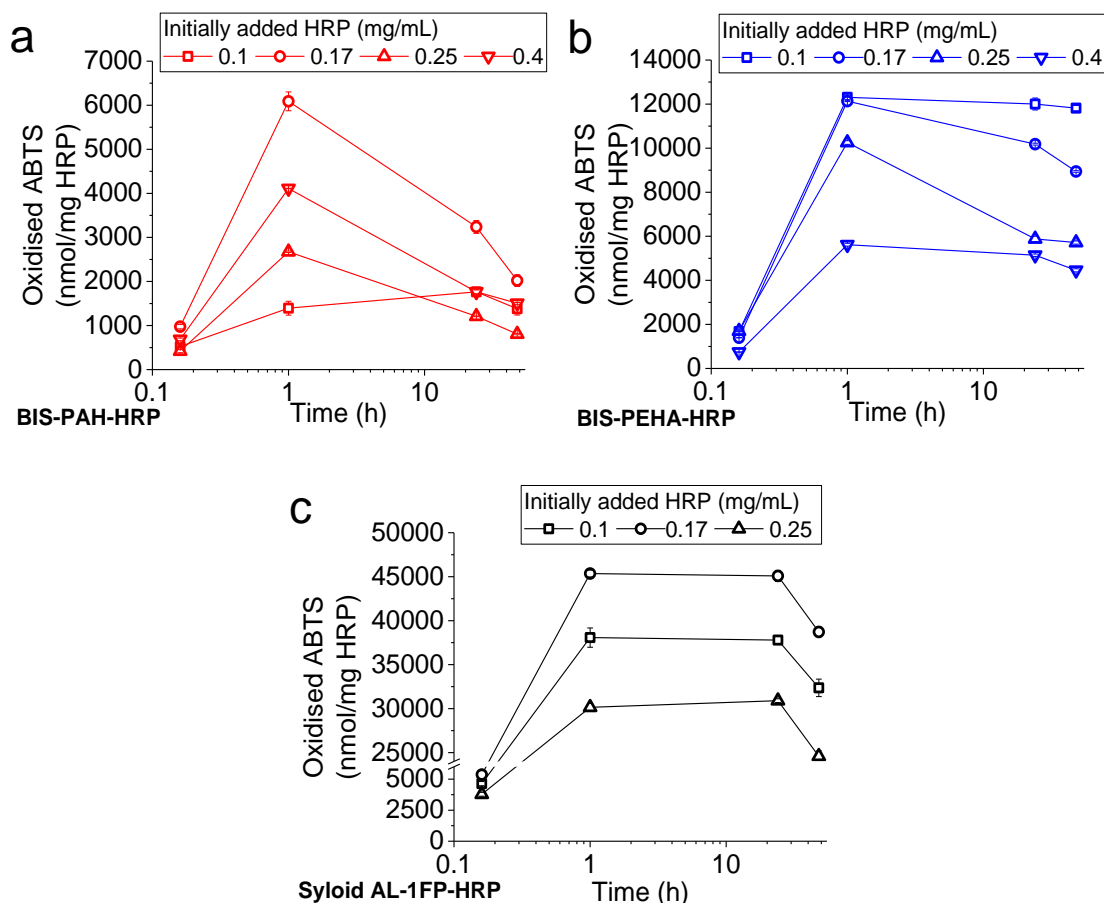 a
Initially added HRP (mg/mL)
0.1 0.17 0.25 0.4
7000
6000
5000
4000
3000
2000
1000
0
Oxidised ABTS
(nmol/mg HRP)
0.1 1 10
Time (h)
BIS-PAH-HRP
b
Initially added HRP (mg/mL)
0.1 0.17 0.25 0.4
14000
12000
10000
8000
6000
4000
2000
0
Oxidised ABTS
(nmol/mg HRP)
0.1 1 10
Time (h)
BIS-PEHA-HRP
c
Initially added HRP (mg/mL)
0.1 0.17 0.25
50000
45000
40000
35000
30000
25000
5000
2500
0
Oxidised ABTS
(nmol/mg HRP)
0.1 1 10
Time (h)
Syloid AL-1FP-HRP